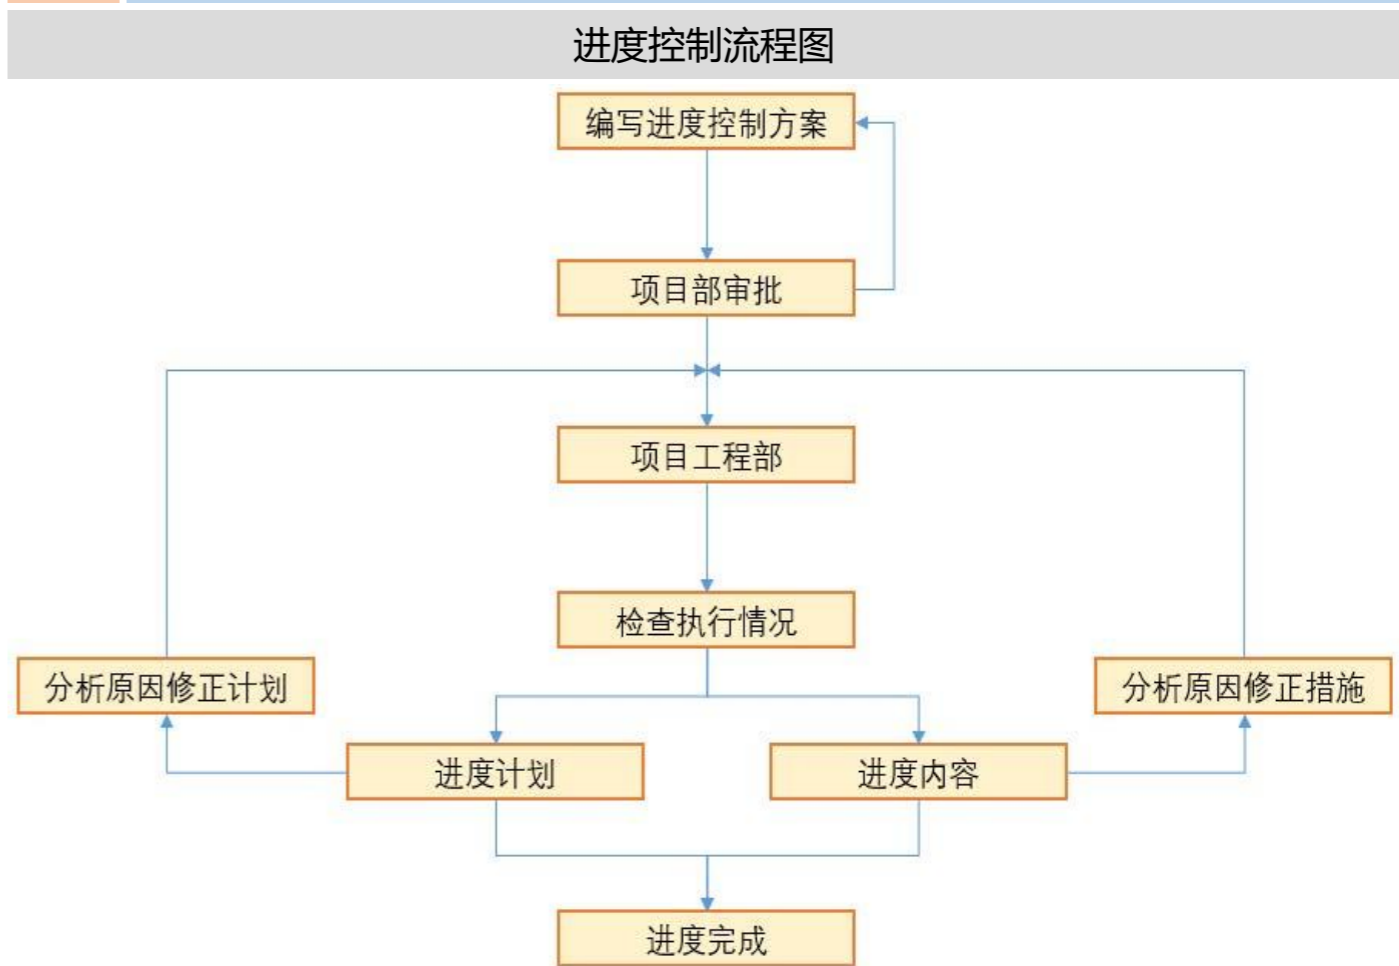 进度控制流程图
编写进度控制方案
项目部审批
项目工程部
检查执行情况
分析原因修正计划
分析原因修正措施
进度计划
进度内容
进度完成